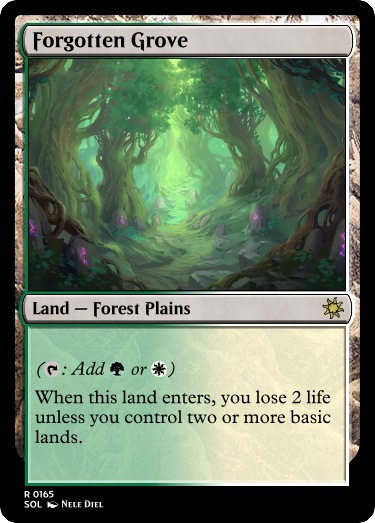 Forgotten Grove
Land — Forest Plains
(: Add or )
When this land enters, you lose 2 life
unless you control two or more basic
lands.
R 0165
SOL NELE DIEL